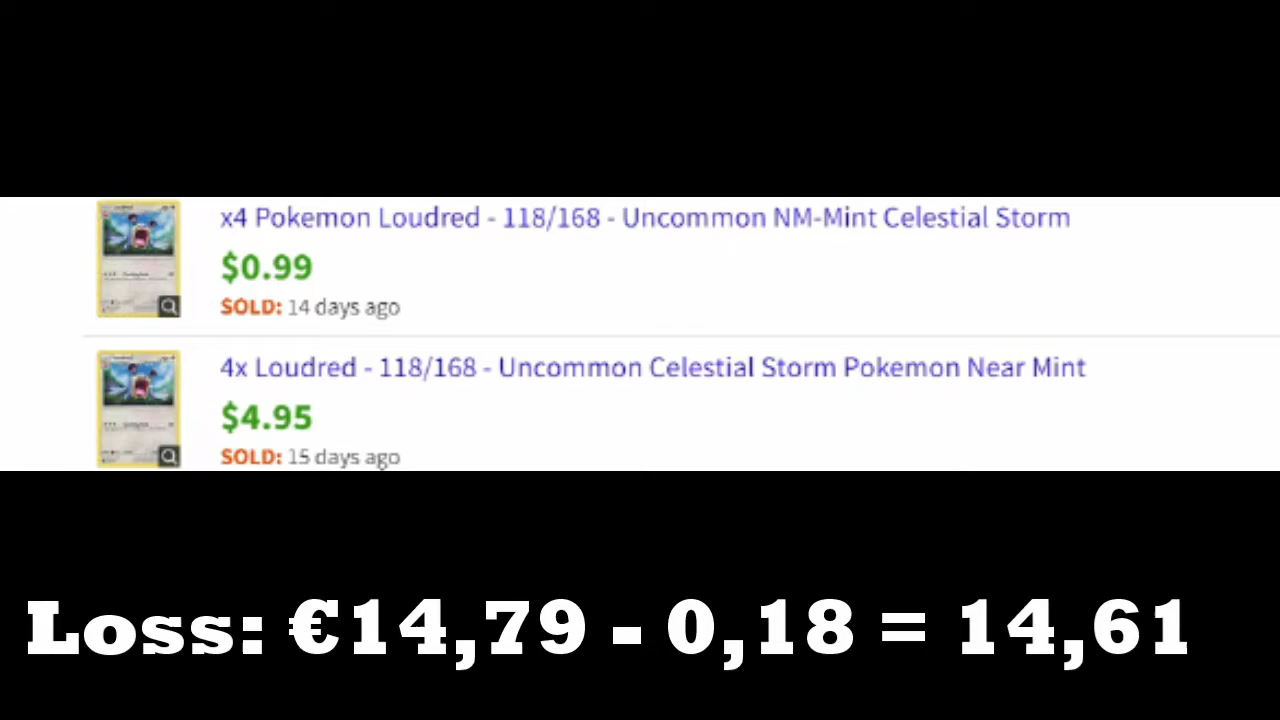 x4 Pokemon Loudred - 118/168 - Uncommon NM-Mint Celestial Storm
$0.99
SOLD: 14 days ago
4x Loudred - 118/168 - Uncommon Celestial Storm Pokemon Near Mint
$4.95
SOLD: 15 days ago
Loss: €14,79 - 0,18 = 14,61